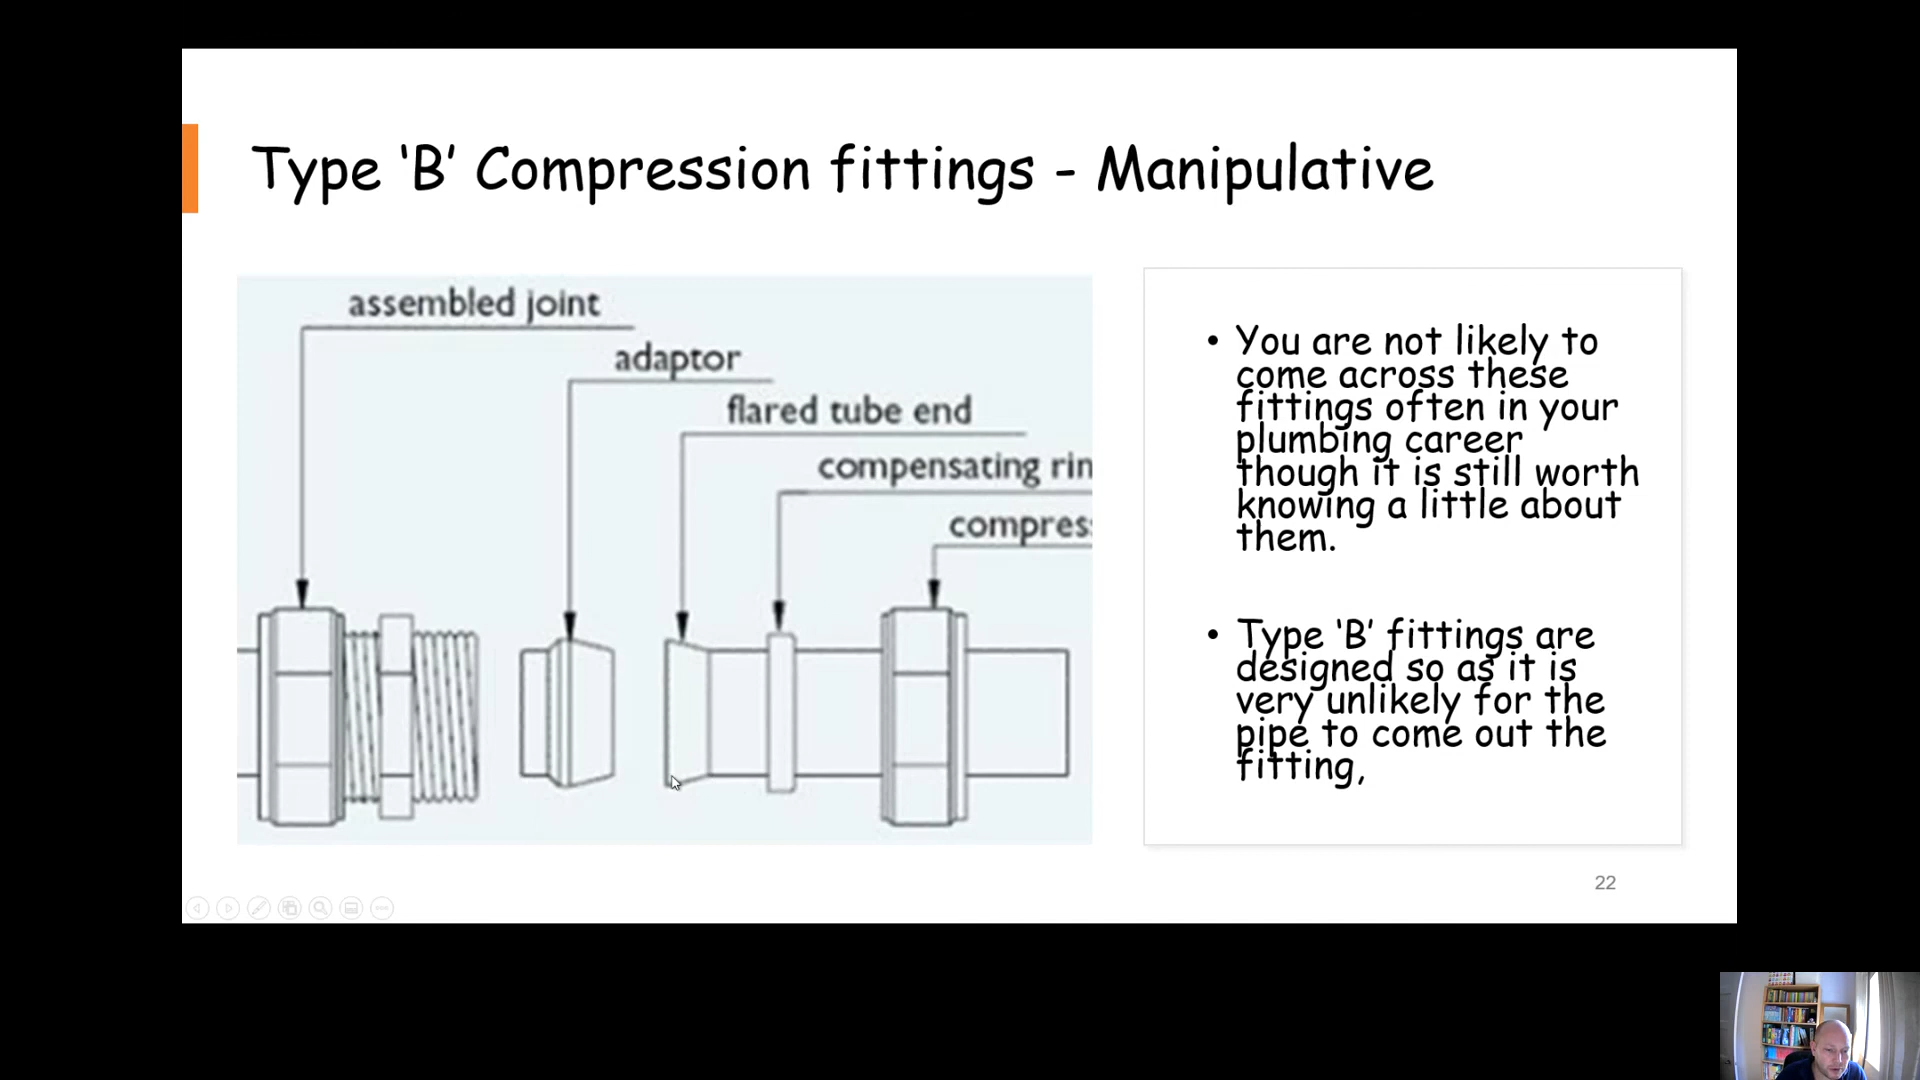 Type ‘B’ Compression fittings - Manipulative
assembled joint
adaptor
flared tube end
compensating rin
compres
• You are not likely to
come across these
fittings often in your
plumbing career
though it is still worth
knowing a little about
them.
• Type ‘B’ fittings are
designed so as it is
very unlikely for the
pipe to come out the
fitting,
22